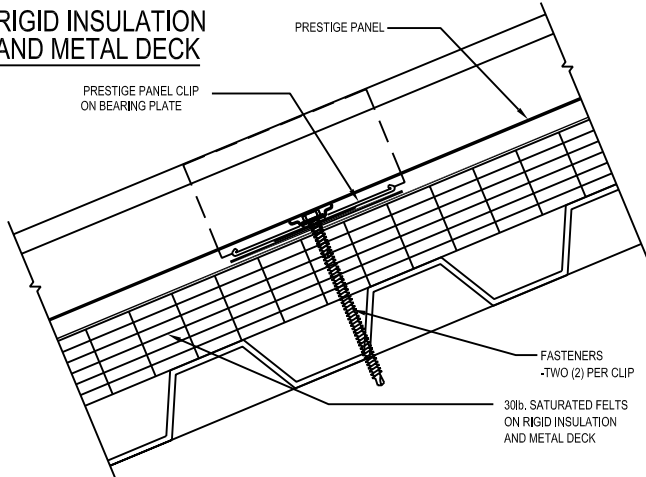 RIGID INSULATION
AND METAL DECK
PRESTIGE PANEL
PRESTIGE PANEL CLIP
ON BEARING PLATE
FASTENERS
-TWO (2) PER CLIP
30lb. SATURATED FELTS
ON RIGID INSULATION
AND METAL DECK